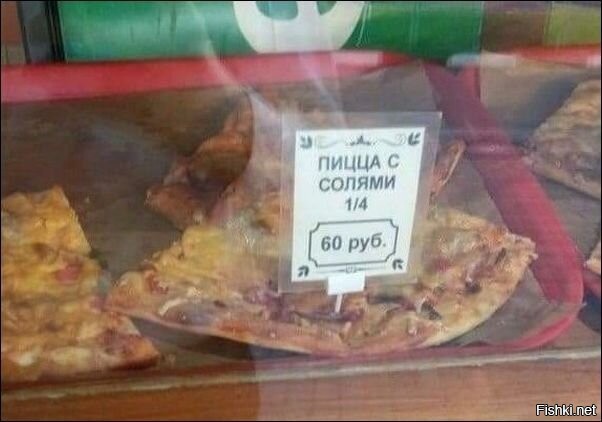 ПИЦЦА С
СОЛЯМИ
1/4
60 руб.
Fishki.net